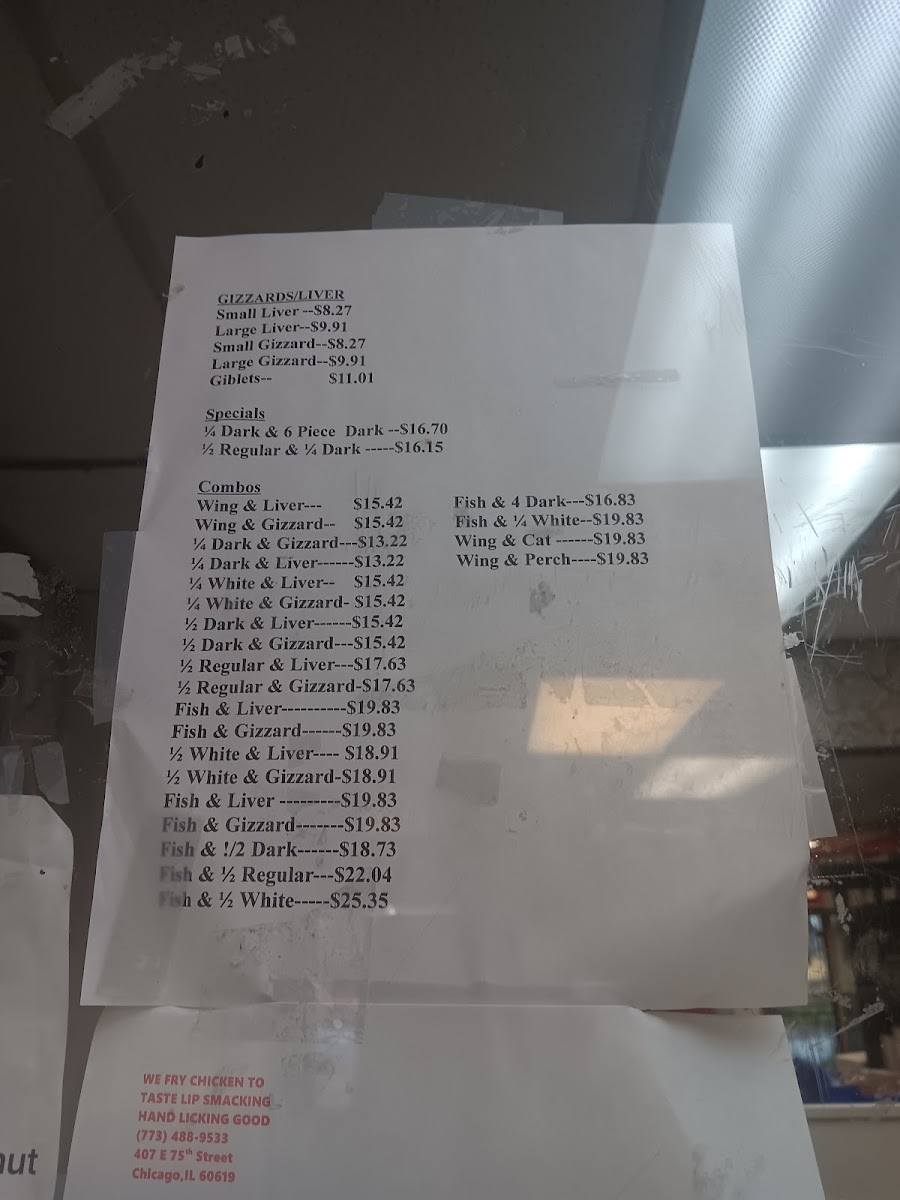 GIZZARDS/LIVER
Small Liver --$8.27
Large Liver--$9.91
Small Gizzard--$8.27
Large Gizzard--$9.91
Giblets-- $11.01
Specials
¼ Dark & 6 Piece Dark --$16.70
½ Regular & ¼ Dark -----$16.15
Combos
Wing & Liver--- $15.42
Wing & Gizzard-- $15.42
¼ Dark & Gizzard---$13.22
¼ Dark & Liver------$13.22
¼ White & Liver-- $15.42
¼ White & Gizzard- $15.42
½ Dark & Liver------$15.42
½ Dark & Gizzard---$15.42
½ Regular & Liver---$17.63
½ Regular & Gizzard-$17.63
Fish & Liver----------$19.83
Fish & Gizzard------$19.83
½ White & Liver---- $18.91
½ White & Gizzard-$18.91
Fish & Liver ---------$19.83
Fish & Gizzard-------$19.83
Fish & !/2 Dark------$18.73
Fish & ½ Regular---$22.04
Fish & ½ White-----$25.35
Fish & 4 Dark---$16.83
Fish & ¼ White--$19.83
Wing & Cat ------$19.83
Wing & Perch----$19.83
WE FRY CHICKEN TO
TASTE LIP SMACKING
HAND LICKING GOOD
(773) 488-9533
407 E 75th Street
Chicago,IL 60619
nut